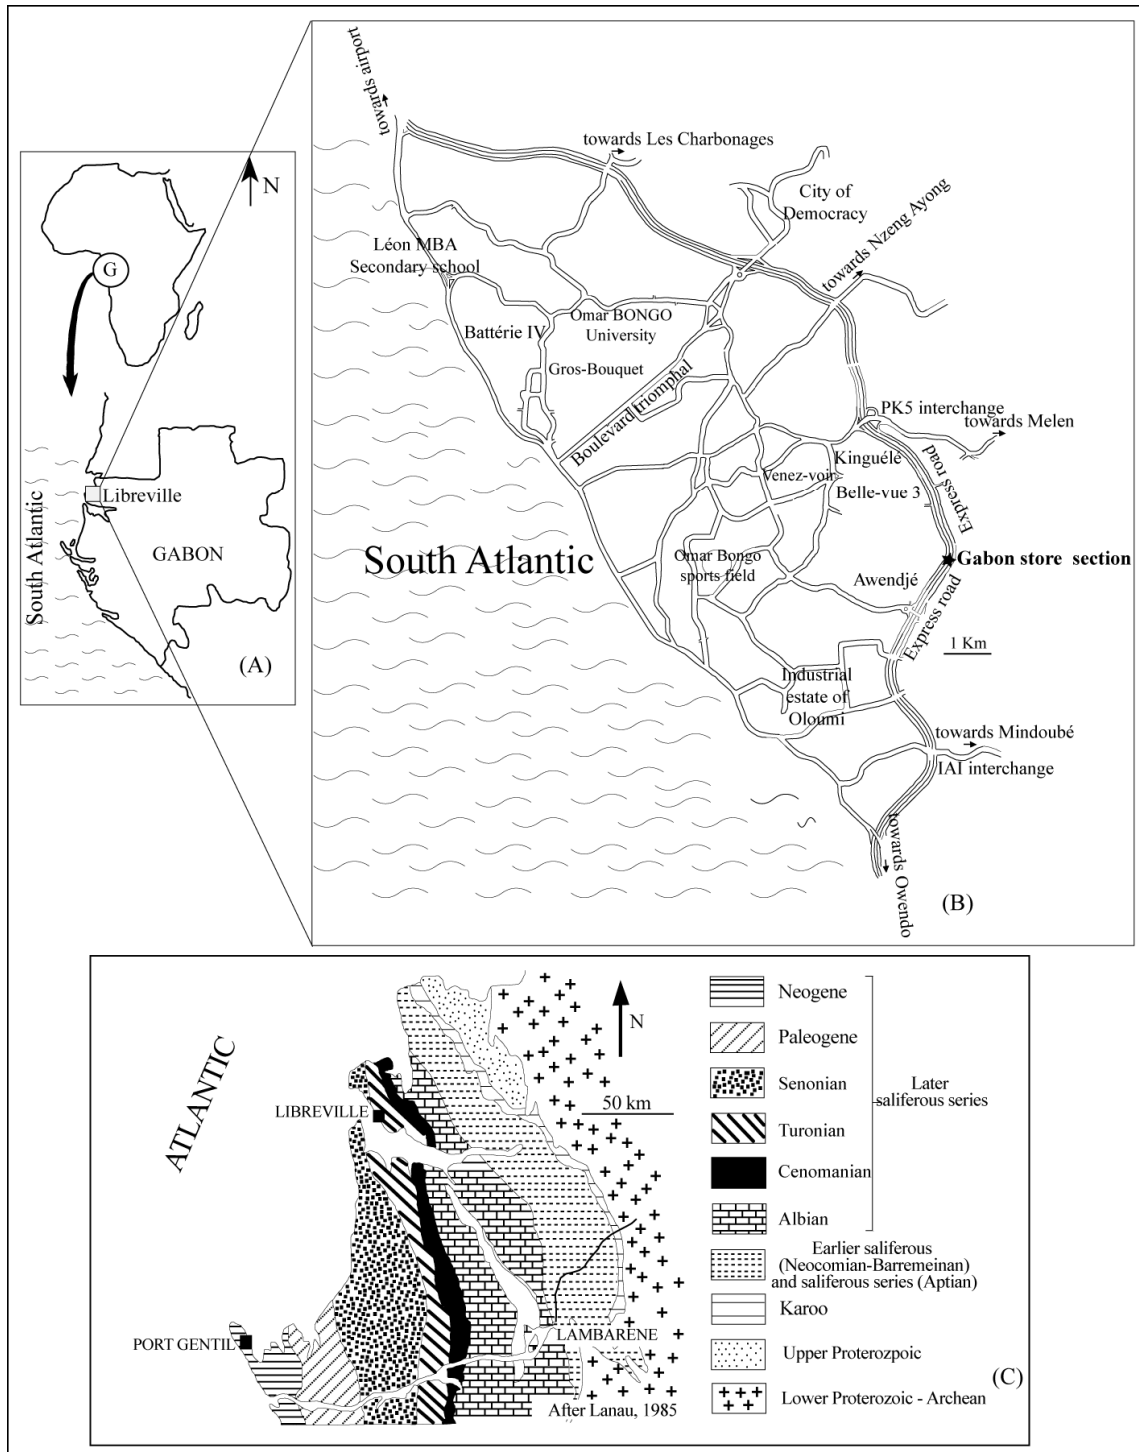 towards airport
towards Les Charbonages
City of
Democracy
towards Nzeng Ayong
Léon MBA
Secondary school
Battérie IV
Omar BONGO
University
Gros-Bouquet
Boulevard triomphal
PK5 interchange
towards Melen
Kinguélé
Venez-voir
Belle-vue 3
Express road
South Atlantic
Omar Bongo
sports field
Gabon store section
Awendjé
Express road
1 Km
Industrial
estate of
Oloumi
towards Mindoubé
IAI interchange
towards Owendo
(B)
N
G
Libreville
GABON
South Atlantic
(A)
ATLANTIC
N
LIBREVILLE
50 km
PORT GENTIL
LAMBARENE
After Lanau, 1985
Neogene
Paleogene
Senonian
Turonian
Cenomanian
Albian
Later
saliferous series
Earlier saliferous
(Neocomian-Barremeinan)
and saliferous series (Aptian)
Karoo
Upper Proterozpoic
Lower Proterozoic - Archean
(C)